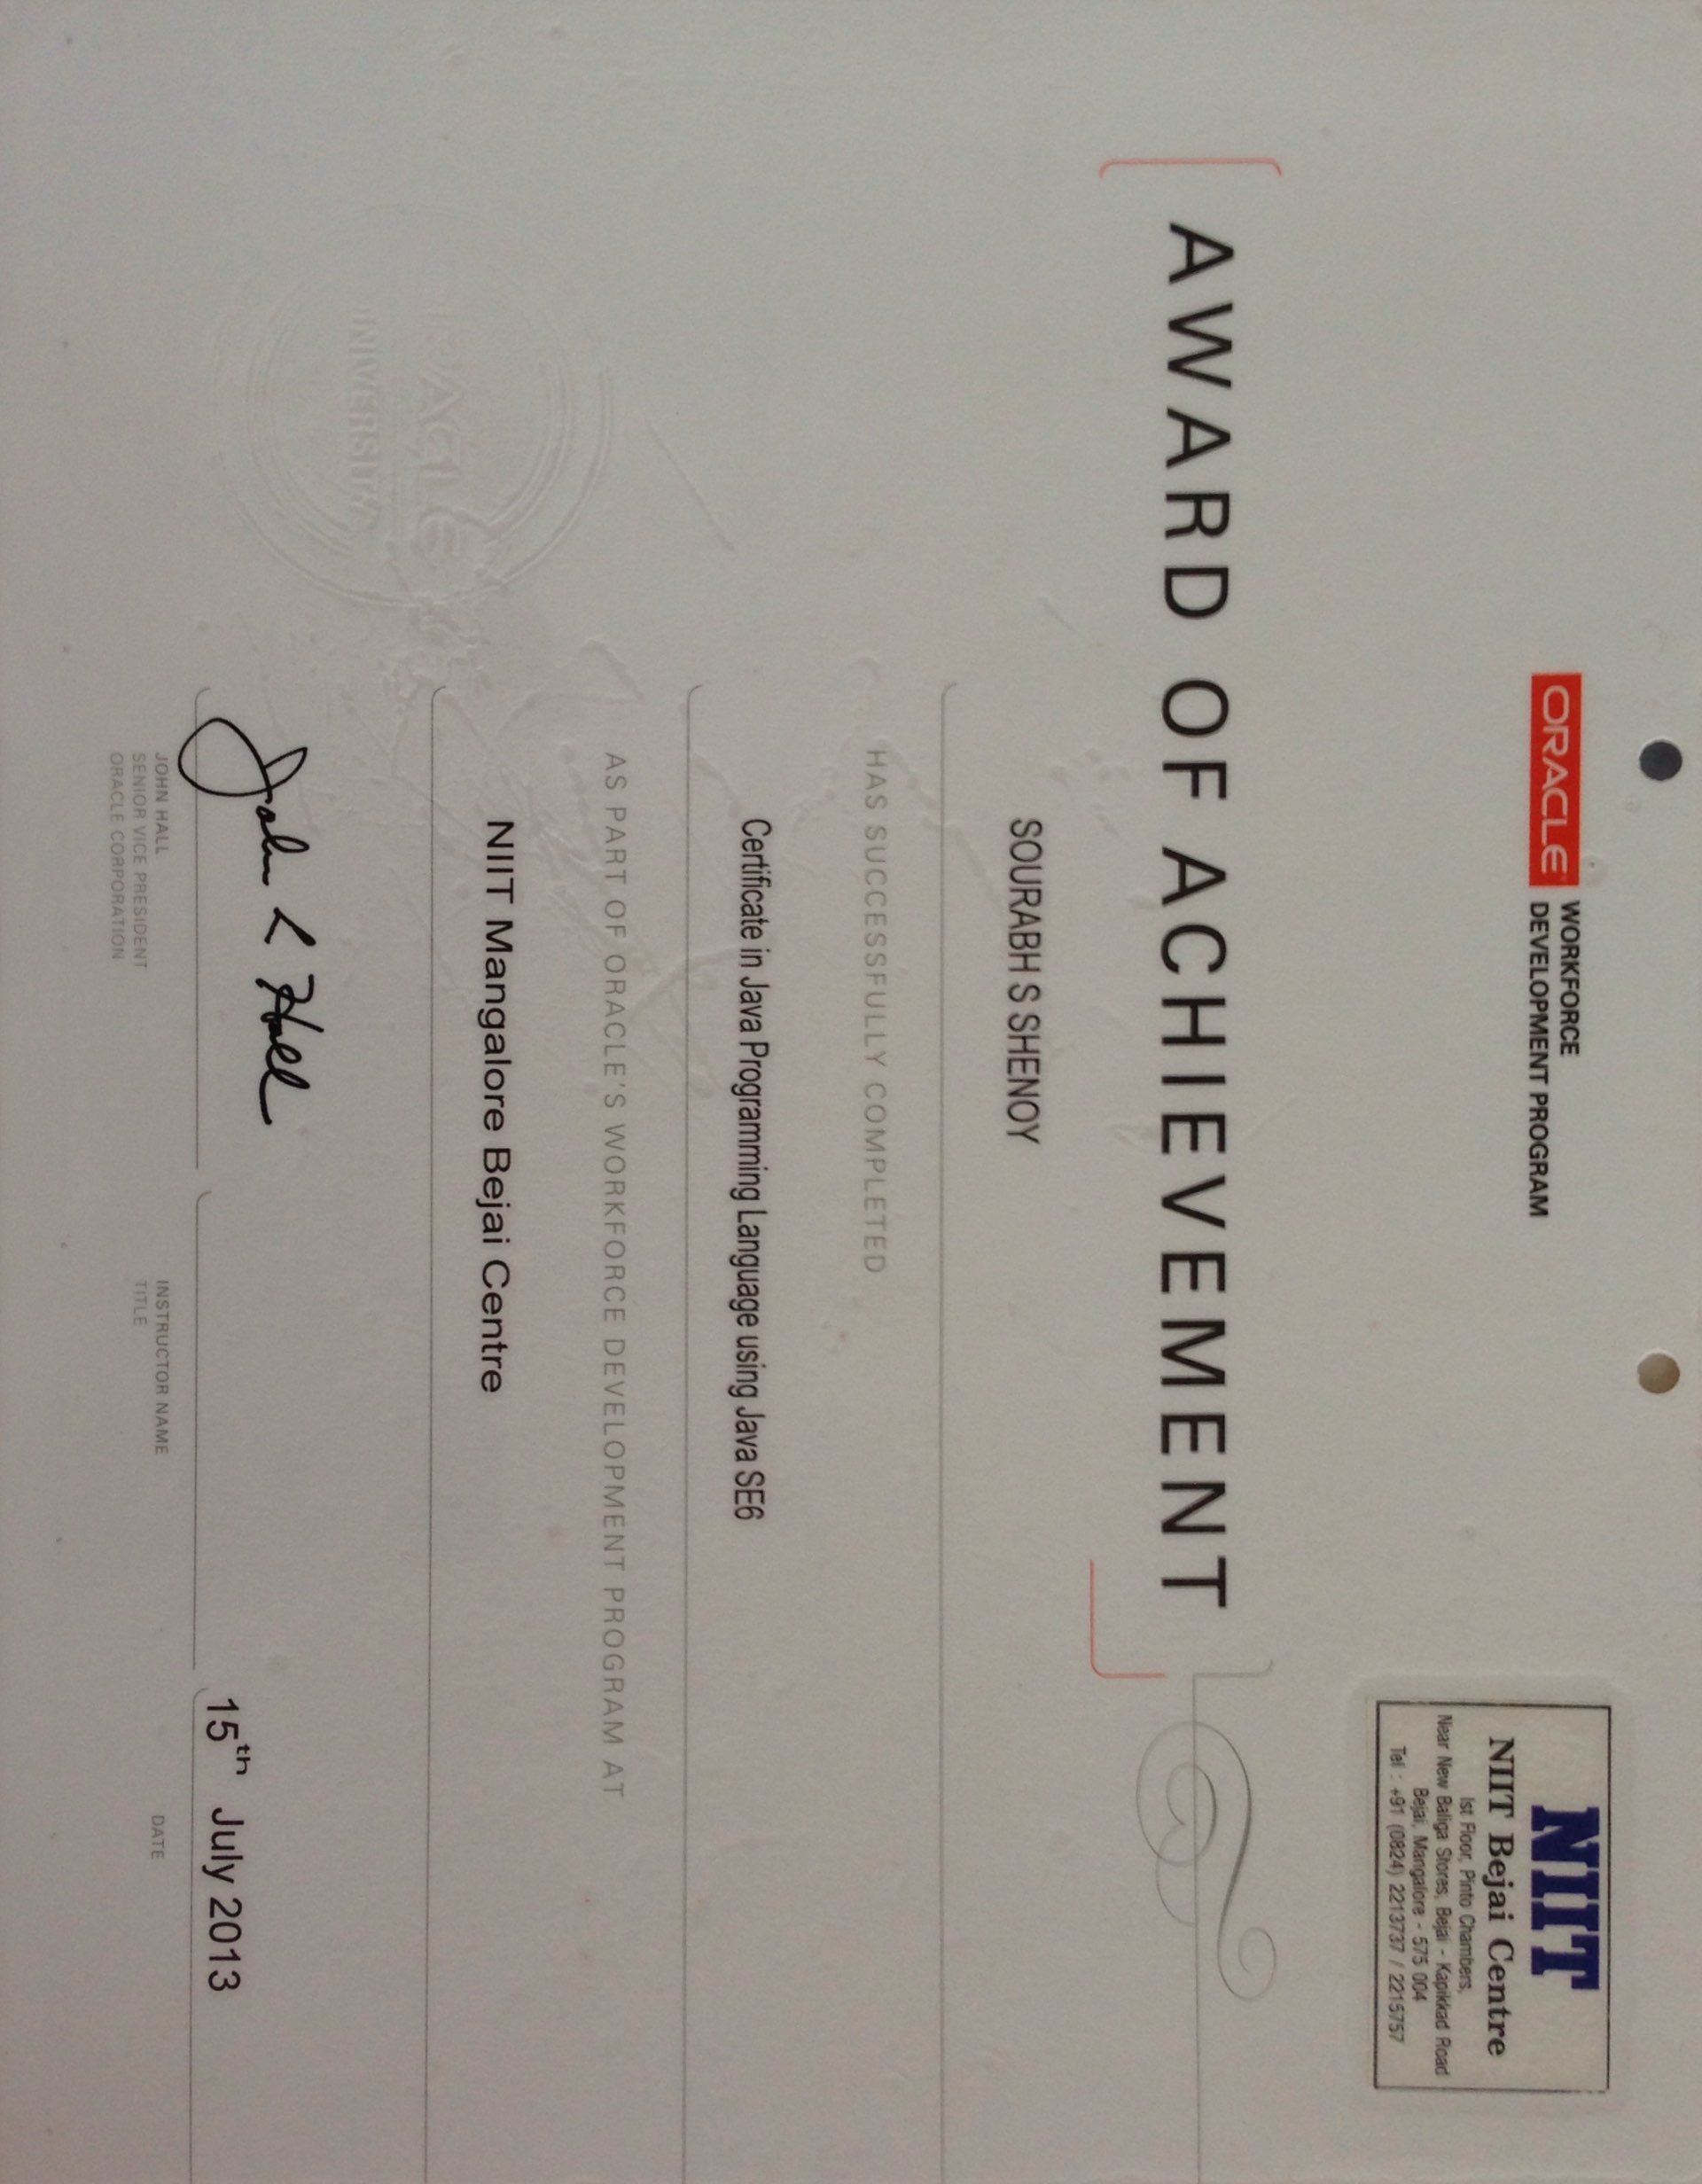 ORACLE WORKFORCE
DEVELOPMENT PROGRAM
NIIT
NIIT Bejai Centre
Ist Floor, Pinto Chambers,
Near New Baliga Stores, Bejai - Kapikkad Road
Bejai, Mangalore - 575 004
Tel : +91 (0824) 2213737 / 2215757
AWARD OF ACHIEVEMENT
SOURABH S SHENOY
HAS SUCCESSFULLY COMPLETED
Certificate in Java Programming Language using Java SE6
AS PART OF ORACLE'S WORKFORCE DEVELOPMENT PROGRAM AT
NIIT Mangalore Bejai Centre
ORACLE
UNIVERSITY
John L Hall
15th July 2013
JOHN HALL
SENIOR VICE PRESIDENT
ORACLE CORPORATION
INSTRUCTOR NAME
TITLE
DATE